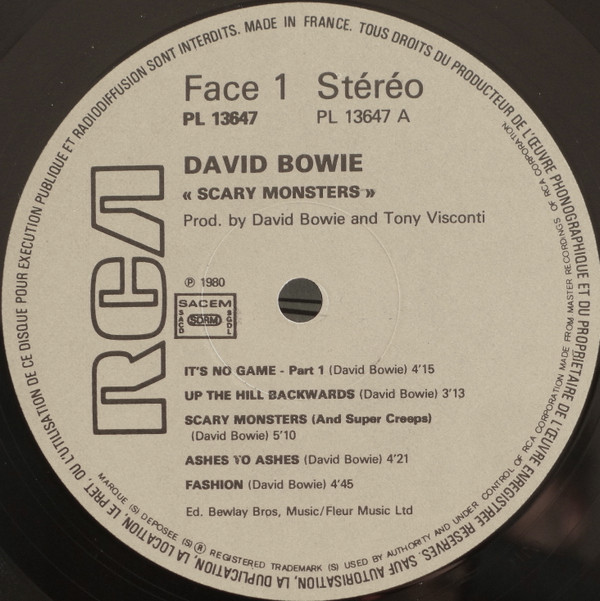 Face 1 Stéréo
PL 13647 PL 13647 A
DAVID BOWIE
« SCARY MONSTERS »
Prod. by David Bowie and Tony Visconti
RCA
℗ 1980
SACEM
SACD SDRM SGDL
IT'S NO GAME - Part 1 (David Bowie) 4'15
UP THE HILL BACKWARDS (David Bowie) 3'13
SCARY MONSTERS (And Super Creeps)
(David Bowie) 5'10
ASHES TO ASHES (David Bowie) 4'21
FASHION (David Bowie) 4'45
Ed. Bewlay Bros, Music/Fleur Music Ltd
MADE IN FRANCE. TOUS DROITS DU PRODUCTEUR DE L'ŒUVRE PHONOGRAPHIQUE ET DU PROPRIETAIRE DE L'ŒUVRE ENREGISTREE RESERVES. SAUF AUTORISATION, LA DUPLICATION, LA LOCATION, LE PRET, OU L'UTILISATION DE CE DISQUE POUR EXECUTION PUBLIQUE ET RADIODIFFUSION SONT INTERDITS.
MARQUE (S) DEPOSEE (S) ® REGISTERED TRADEMARK (S) USED BY AUTHORITY AND UNDER CONTROL OF RCA CORPORATION MADE FROM MASTER RECORDINGS OF RCA CORPORATION.